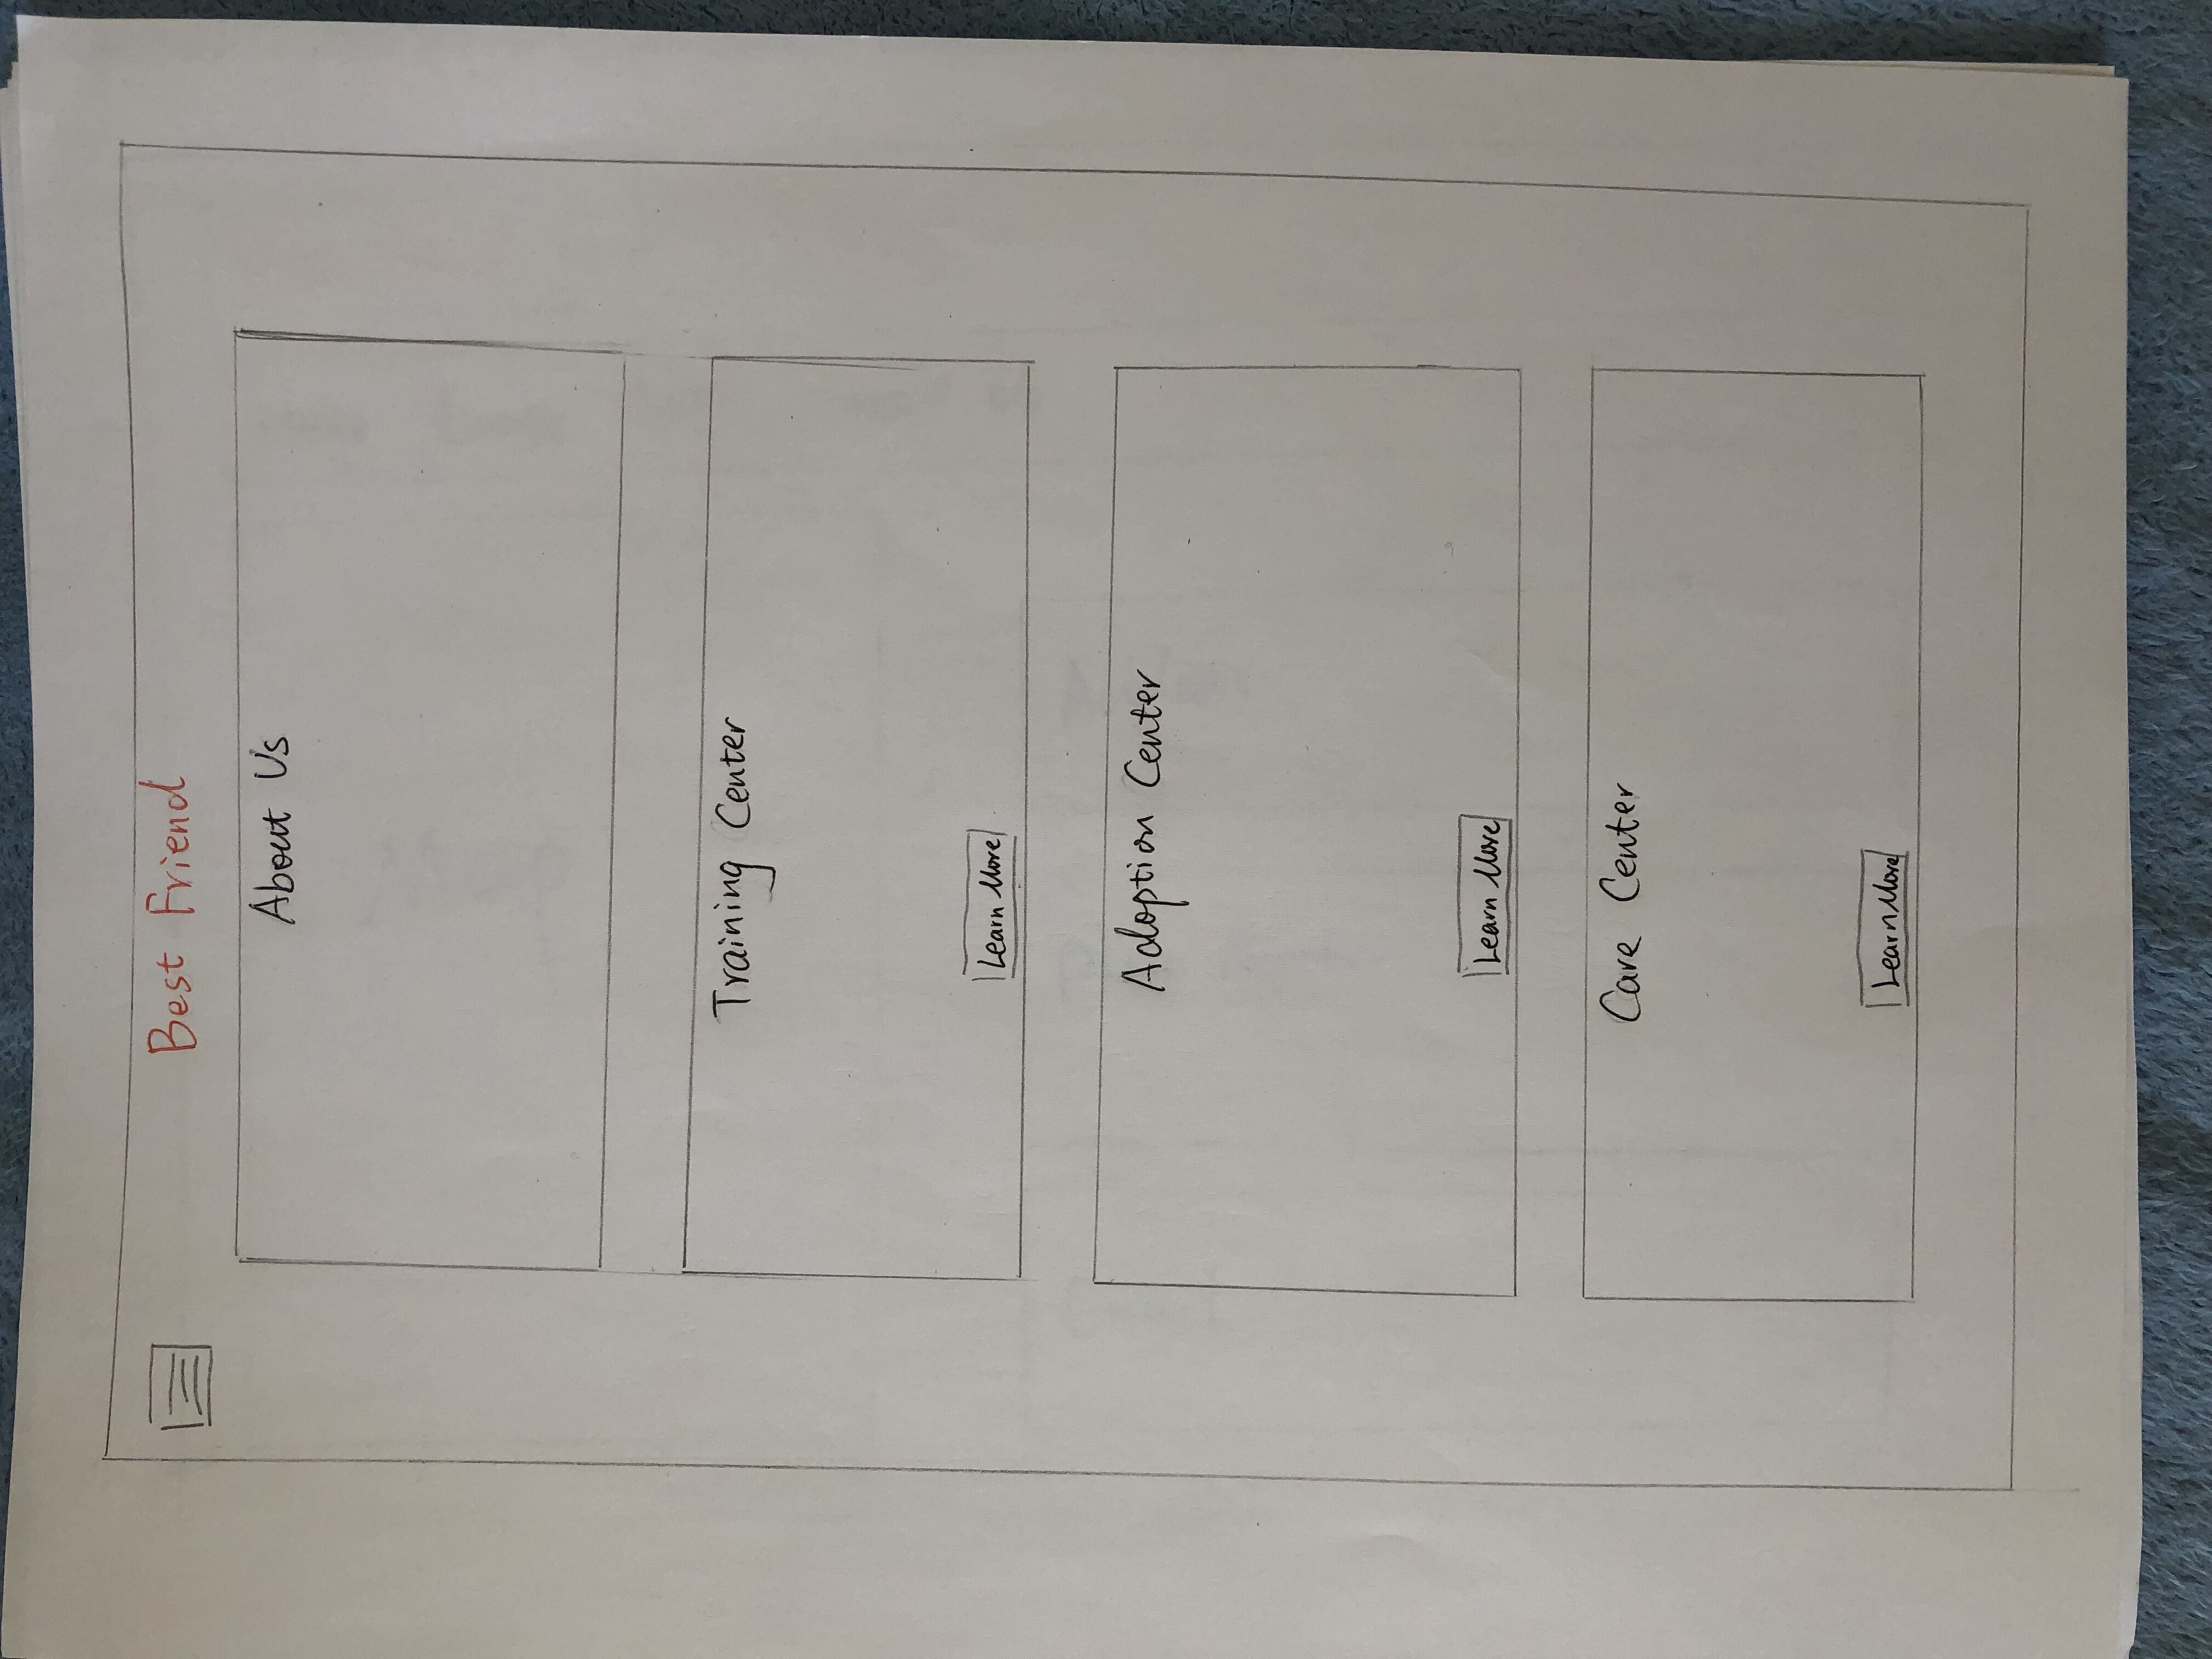 Best Friend
About Us
Training Center
Learn More
Adoption Center
Learn More
Care Center
Learn More